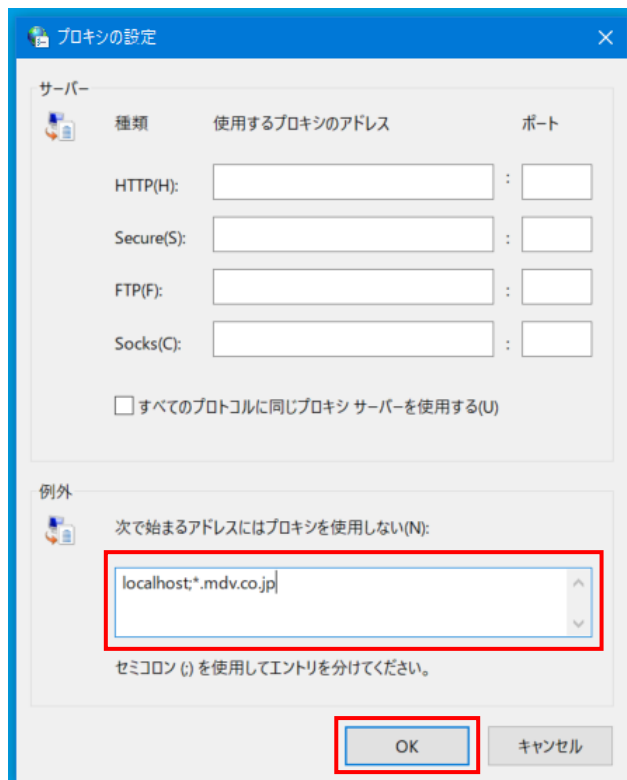 プロキシの設定
サーバー
種類 使用するプロキシのアドレス ポート
HTTP(H): :
Secure(S): :
FTP(F): :
Socks(C): :
すべてのプロトコルに同じプロキシ サーバーを使用する(U)
例外
次で始まるアドレスにはプロキシを使用しない(N):
localhost;*.mdv.co.jp
セミコロン (;) を使用してエントリを分けてください。
OK キャンセル